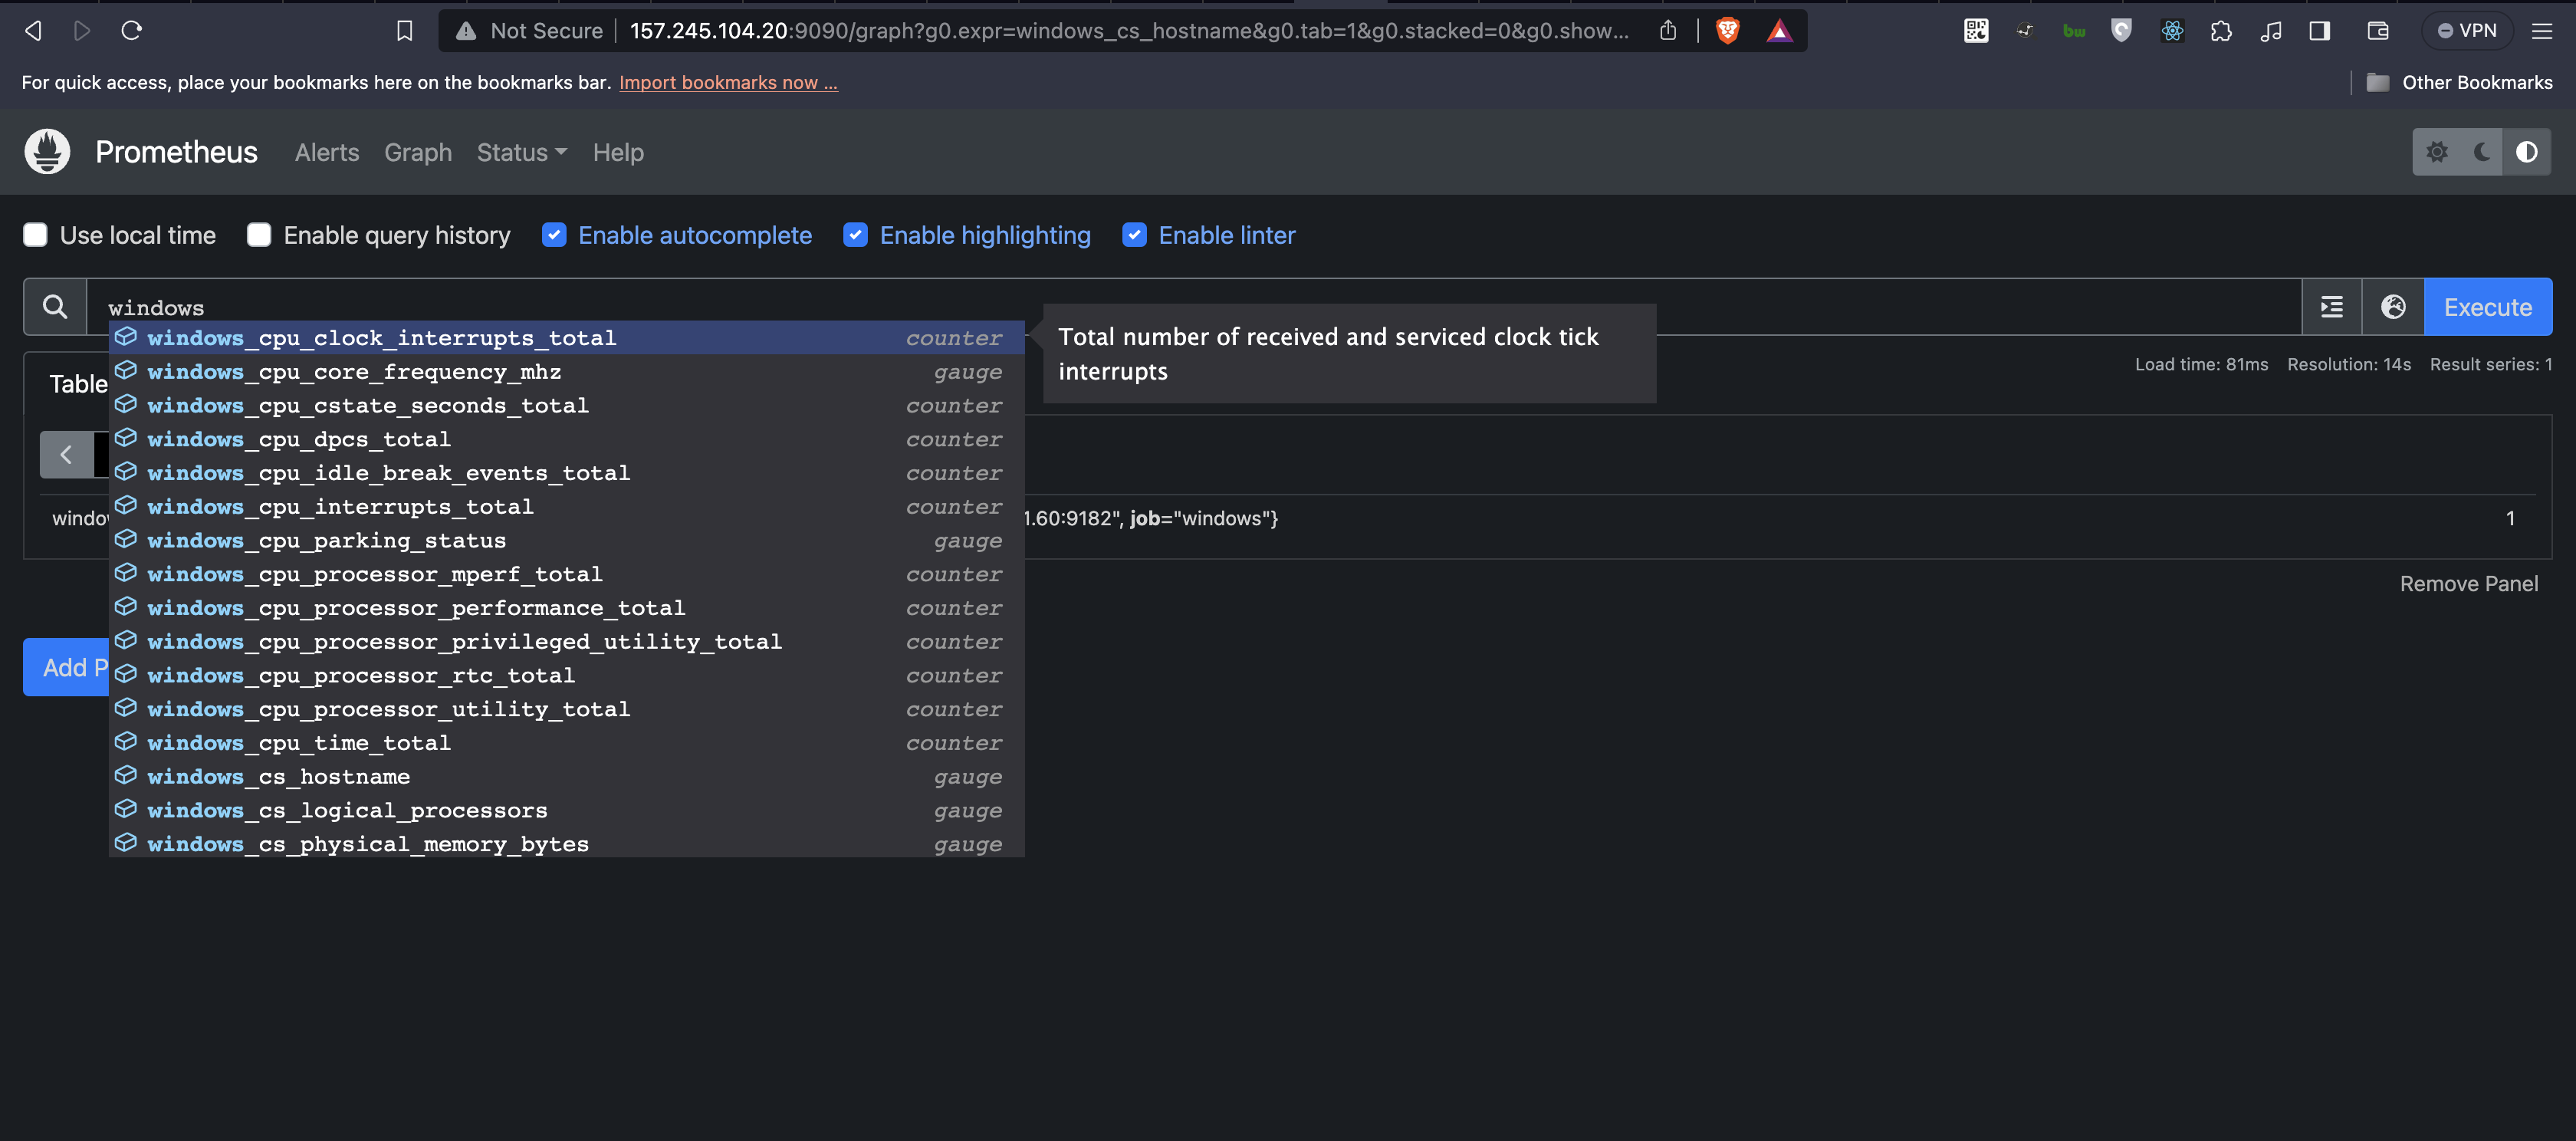 Not Secure 157.245.104.20:9090/graph?g0.expr=windows_cs_hostname&g0.tab=1&g0.stacked=0&g0.show... bw VPN
For quick access, place your bookmarks here on the bookmarks bar. Import bookmarks now ... Other Bookmarks
Prometheus Alerts Graph Status Help
Use local time Enable query history Enable autocomplete Enable highlighting Enable linter
windows Execute
windows_cpu_clock_interrupts_total counter
Total number of received and serviced clock tick
interrupts
Load time: 81ms Resolution: 14s Result series: 1
Table
windows_cpu_core_frequency_mhz gauge
windows_cpu_cstate_seconds_total counter
windows_cpu_dpcs_total counter
windows_cpu_idle_break_events_total counter
windows_cpu_interrupts_total counter
windo 1.60:9182", job="windows"} 1
windows_cpu_parking_status gauge
windows_cpu_processor_mperf_total counter
Remove Panel
windows_cpu_processor_performance_total counter
windows_cpu_processor_privileged_utility_total counter
Add P
windows_cpu_processor_rtc_total counter
windows_cpu_processor_utility_total counter
windows_cpu_time_total counter
windows_cs_hostname gauge
windows_cs_logical_processors gauge
windows_cs_physical_memory_bytes gauge